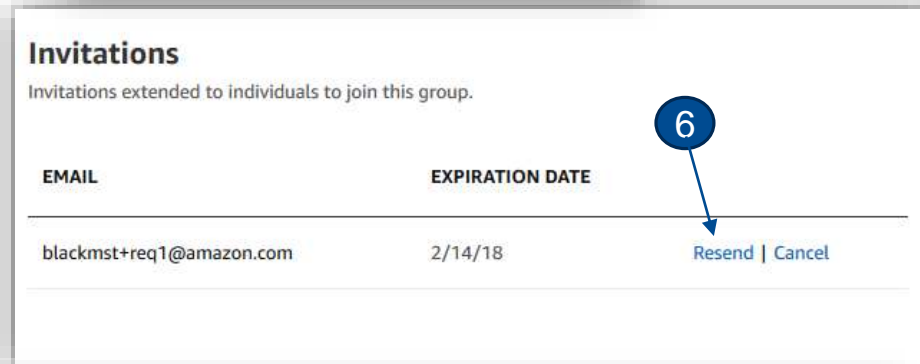 Invitations
Invitations extended to individuals to join this group.
6
EMAIL EXPIRATION DATE
blackmst+req1@amazon.com 2/14/18 Resend | Cancel